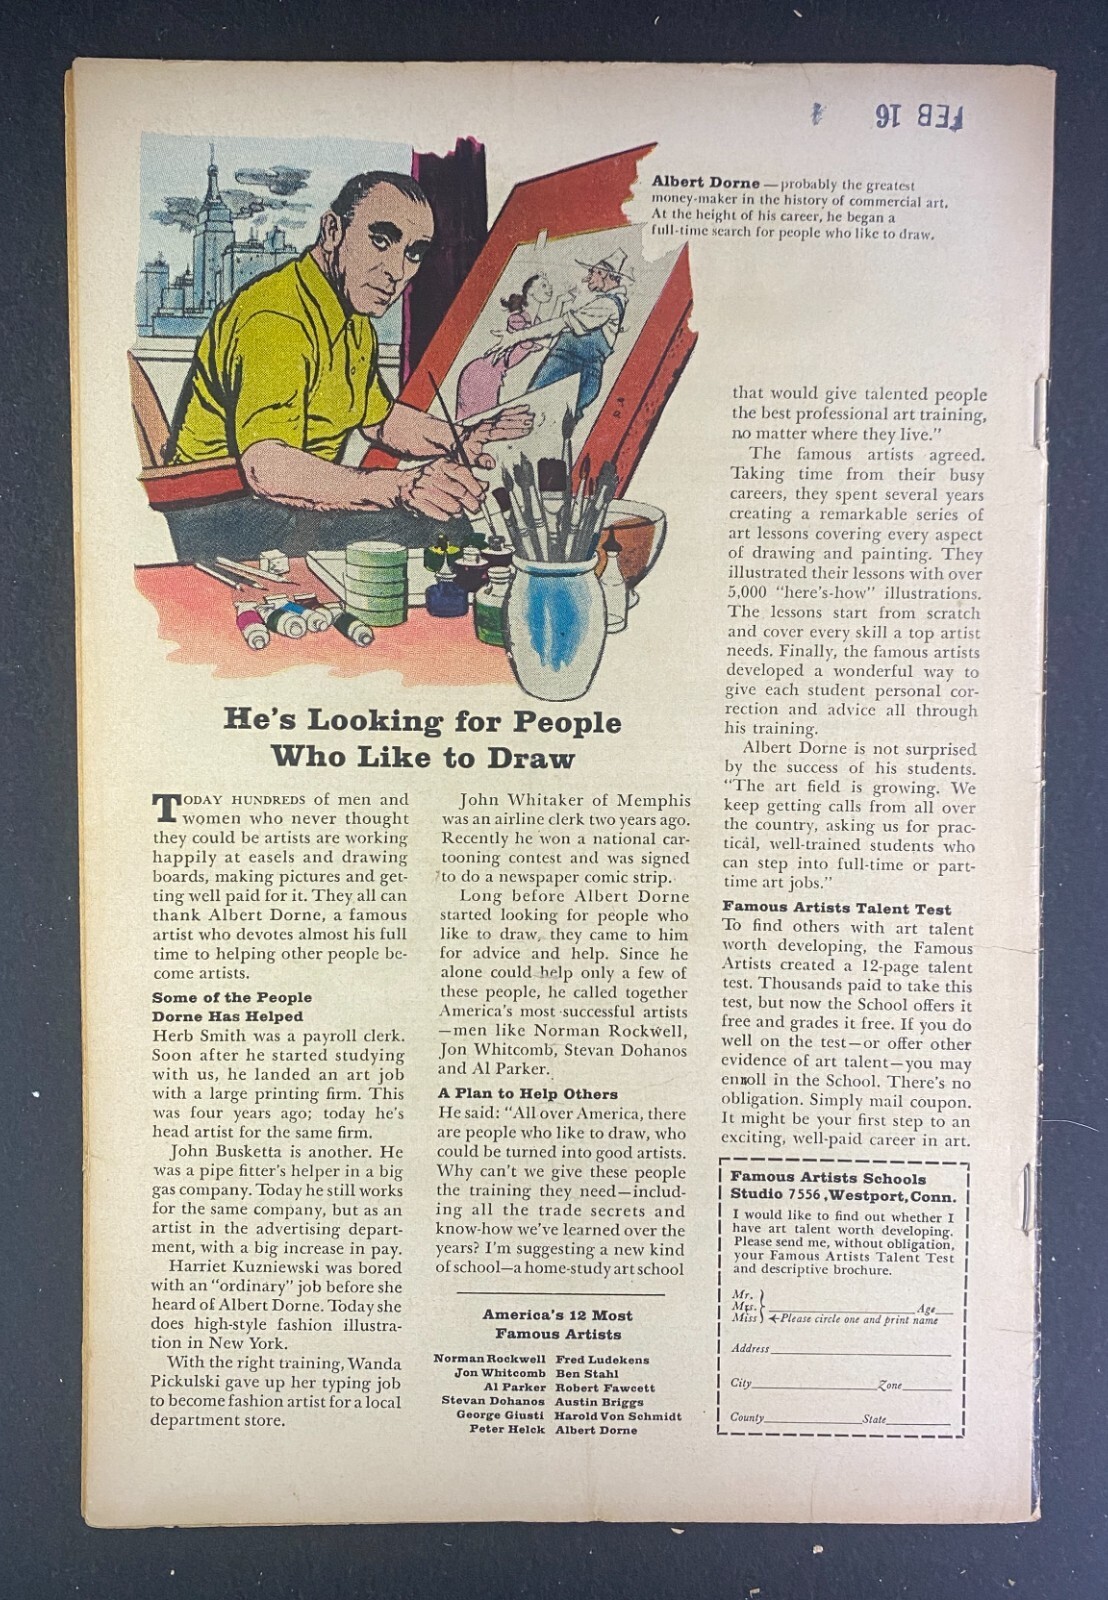 FEB 16
Albert Dorne — probably the greatest
money-maker in the history of commercial art.
At the height of his career, he began a
full-time search for people who like to draw.
He's Looking for People
Who Like to Draw
TODAY HUNDREDS of men and
women who never thought
they could be artists are working
happily at easels and drawing
boards, making pictures and get-
ting well paid for it. They all can
thank Albert Dorne, a famous
artist who devotes almost his full
time to helping other people be-
come artists.
Some of the People
Dorne Has Helped
Herb Smith was a payroll clerk.
Soon after he started studying
with us, he landed an art job
with a large printing firm. This
was four years ago; today he's
head artist for the same firm.
John Busketta is another. He
was a pipe fitter's helper in a big
gas company. Today he still works
for the same company, but as an
artist in the advertising depart-
ment, with a big increase in pay.
Harriet Kuzniewski was bored
with an "ordinary" job before she
heard of Albert Dorne. Today she
does high-style fashion illustra-
tion in New York.
With the right training, Wanda
Pickulski gave up her typing job
to become fashion artist for a local
department store.
John Whitaker of Memphis
was an airline clerk two years ago.
Recently he won a national car-
tooning contest and was signed
to do a newspaper comic strip.
Long before Albert Dorne
started looking for people who
like to draw, they came to him
for advice and help. Since he
alone could help only a few of
these people, he called together
America's most successful artists
—men like Norman Rockwell,
Jon Whitcomb, Stevan Dohanos
and Al Parker.
A Plan to Help Others
He said: "All over America, there
are people who like to draw, who
could be turned into good artists.
Why can't we give these people
the training they need—includ-
ing all the trade secrets and
know-how we've learned over the
years? I'm suggesting a new kind
of school—a home-study art school
America's 12 Most
Famous Artists
Norman Rockwell Fred Ludekens
Jon Whitcomb Ben Stahl
Al Parker Robert Fawcett
Stevan Dohanos Austin Briggs
George Giusti Harold Von Schmidt
Peter Helck Albert Dorne
that would give talented people
the best professional art training,
no matter where they live."
The famous artists agreed.
Taking time from their busy
careers, they spent several years
creating a remarkable series of
art lessons covering every aspect
of drawing and painting. They
illustrated their lessons with over
5,000 "here's-how" illustrations.
The lessons start from scratch
and cover every skill a top artist
needs. Finally, the famous artists
developed a wonderful way to
give each student personal cor-
rection and advice all through
his training.
Albert Dorne is not surprised
by the success of his students.
"The art field is growing. We
keep getting calls from all over
the country, asking us for prac-
tical, well-trained students who
can step into full-time or part-
time art jobs."
Famous Artists Talent Test
To find others with art talent
worth developing, the Famous
Artists created a 12-page talent
test. Thousands paid to take this
test, but now the School offers it
free and grades it free. If you do
well on the test—or offer other
evidence of art talent—you may
enroll in the School. There's no
obligation. Simply mail coupon.
It might be your first step to an
exciting, well-paid career in art.
Famous Artists Schools
Studio 7556, Westport, Conn.
I would like to find out whether I
have art talent worth developing.
Please send me, without obligation,
your Famous Artists Talent Test
and descriptive brochure.
Mr.
Mrs. Age
Miss Please circle one and print name
Address
City Zone
County State